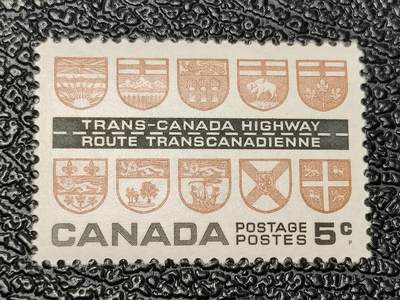 TRANS-CANADA HIGHWAY
ROUTE TRANSCANADIENNE
CANADA POSTAGE 5c
POSTES